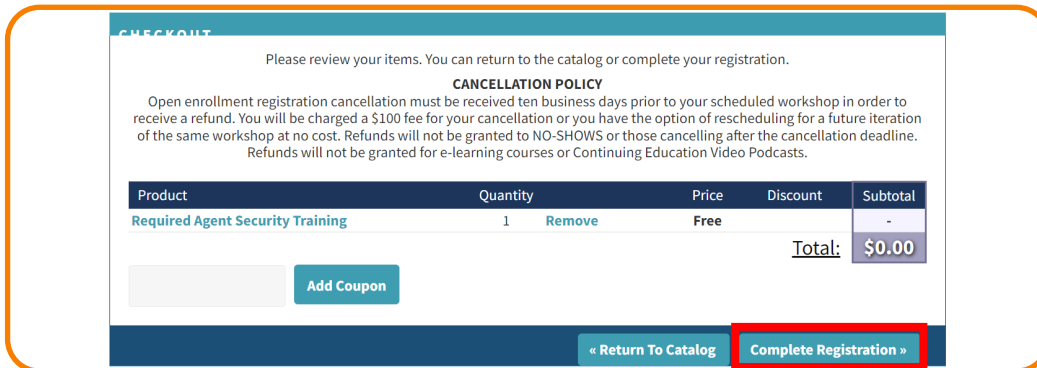 CHECKOUT
Please review your items. You can return to the catalog or complete your registration.
CANCELLATION POLICY
Open enrollment registration cancellation must be received ten business days prior to your scheduled workshop in order to
receive a refund. You will be charged a $100 fee for your cancellation or you have the option of rescheduling for a future iteration
of the same workshop at no cost. Refunds will not be granted to NO-SHOWS or those cancelling after the cancellation deadline.
Refunds will not be granted for e-learning courses or Continuing Education Video Podcasts.
Product Quantity Price Discount Subtotal
Required Agent Security Training 1 Remove Free -
Total: $0.00
Add Coupon
« Return To Catalog Complete Registration »